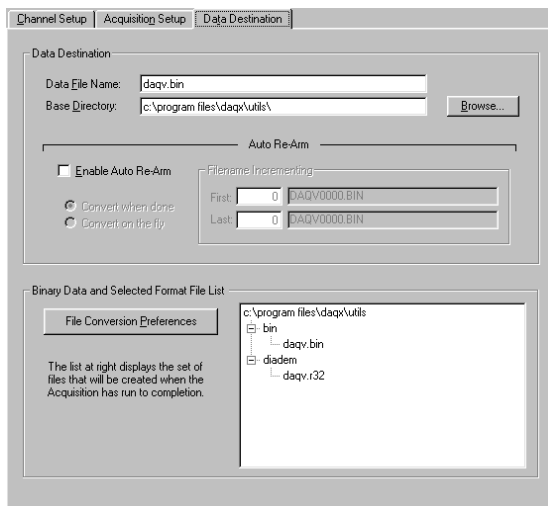 Channel Setup Acquisition Setup Data Destination
Data Destination
Data File Name: daqv.bin
Base Directory: c:\program files\daqx\utils\ Browse...
Auto Re-Arm
Enable Auto Re-Arm Filename Incrementing
First: 0 DAQV0000.BIN
Convert when done
Convert on the fly
Last: 0 DAQV0000.BIN
Binary Data and Selected Format File List
File Conversion Preferences
The list at right displays the set of
files that will be created when the
Acquisition has run to completion.
c:\program files\daqx\utils
bin
daqv.bin
diadem
daqv.r32